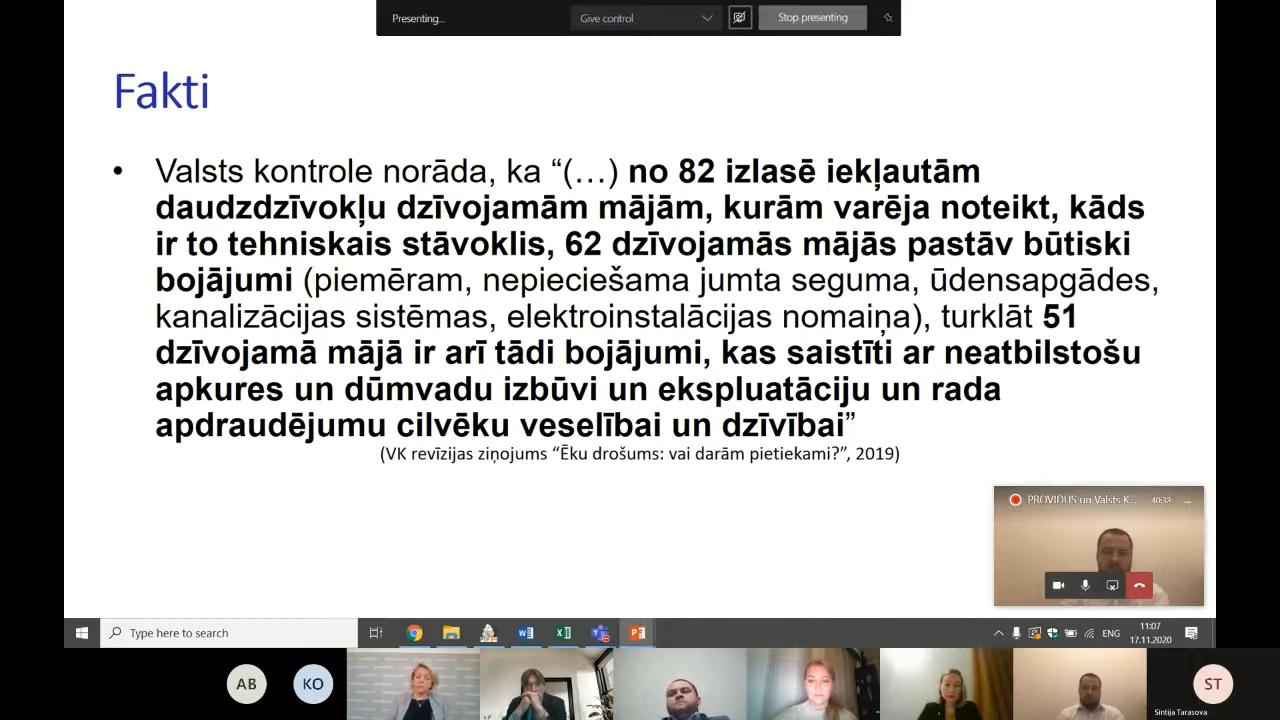 Presenting...
Give control
Stop presenting
Fakti
• Valsts kontrole norāda, ka “(…) no 82 izlasē iekļautām
daudzdzīvokļu dzīvojamām mājām, kurām varēja noteikt, kāds
ir to tehniskais stāvoklis, 62 dzīvojamās mājās pastāv būtiski
bojājumi (piemēram, nepieciešama jumta seguma, ūdensapgādes,
kanalizācijas sistēmas, elektroinstalācijas nomaiņa), turklāt 51
dzīvojamā mājā ir arī tādi bojājumi, kas saistīti ar neatbilstošu
apkures un dūmvadu izbūvi un ekspluatāciju un rada
apdraudējumu cilvēku veselībai un dzīvībai”
(VK revīzijas ziņojums “Ēku drošums: vai darām pietiekami?”, 2019)
PROVIDUS un Valsts K...
40:33
Type here to search
ENG
11:07
17.11.2020
AB
KO
ST
Sintija Tarasova